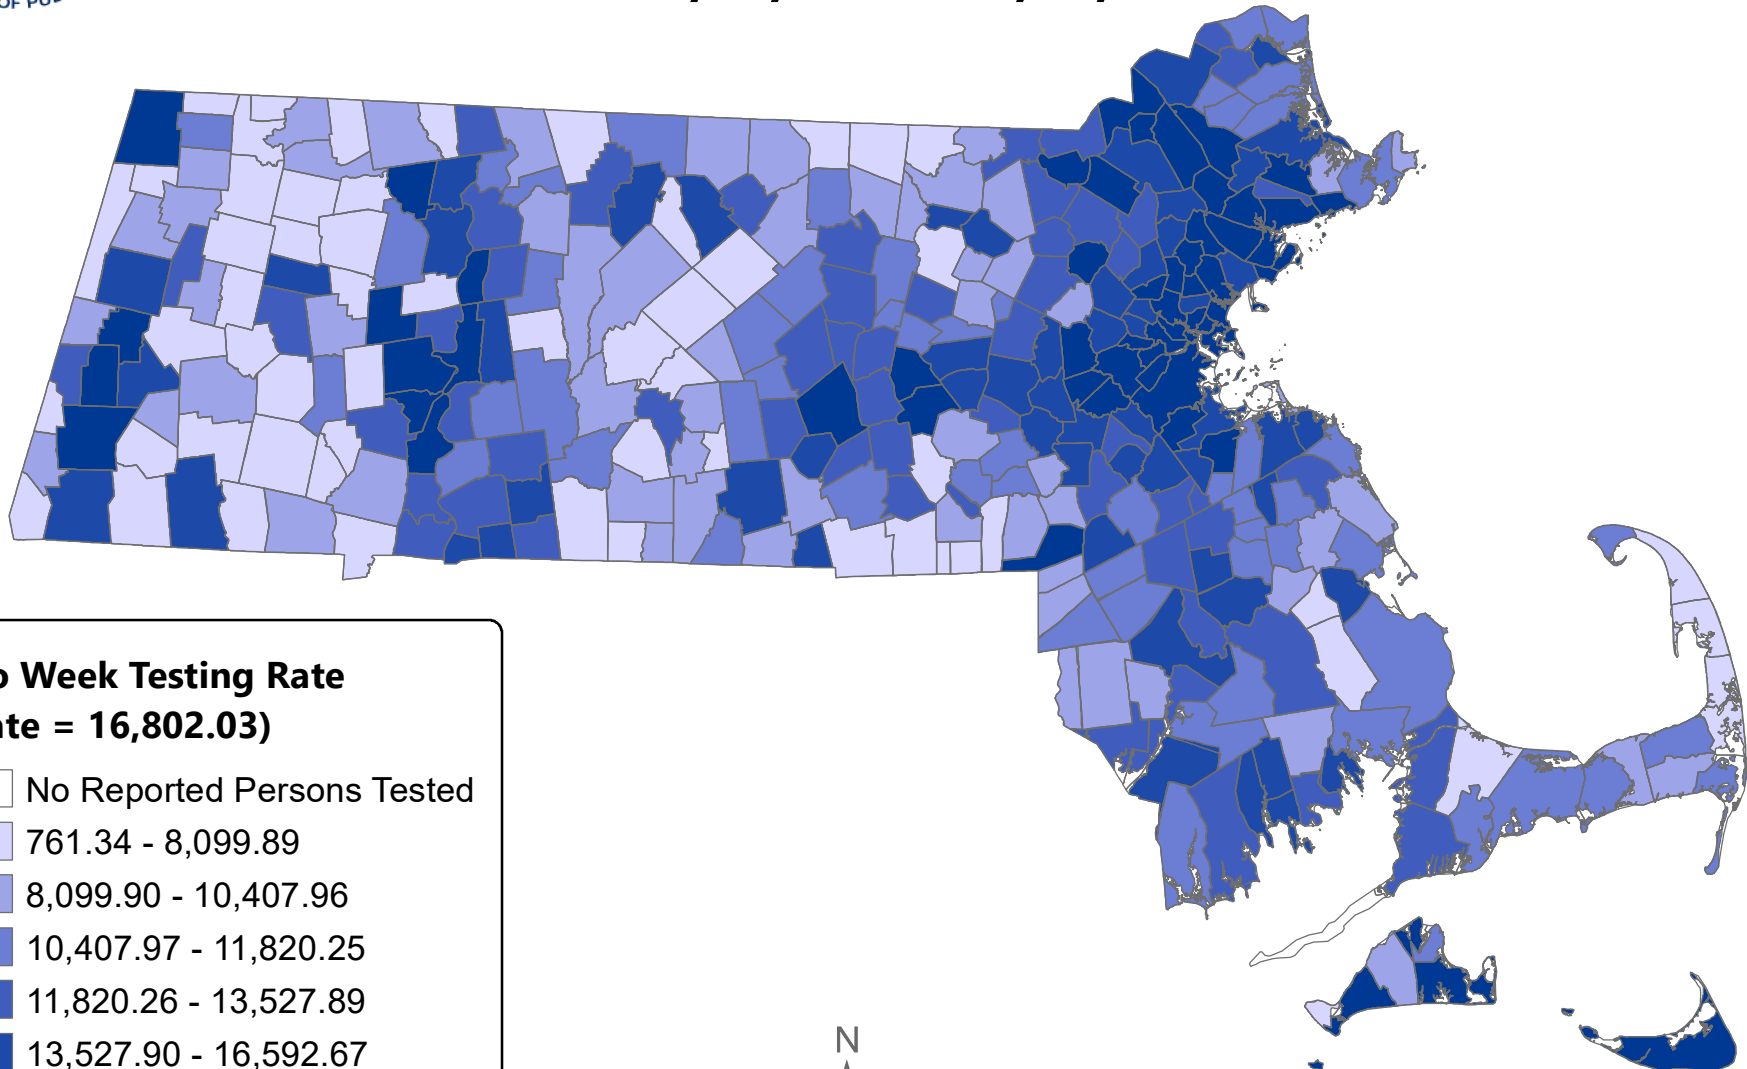 OF PU
Week Testing Rate
= 16,802.03)
No Reported Persons Tested
761.34 - 8,099.89
8,099.90 - 10,407.96
10,407.97 - 11,820.25
11,820.26 - 13,527.89
13,527.90 - 16,592.67
N